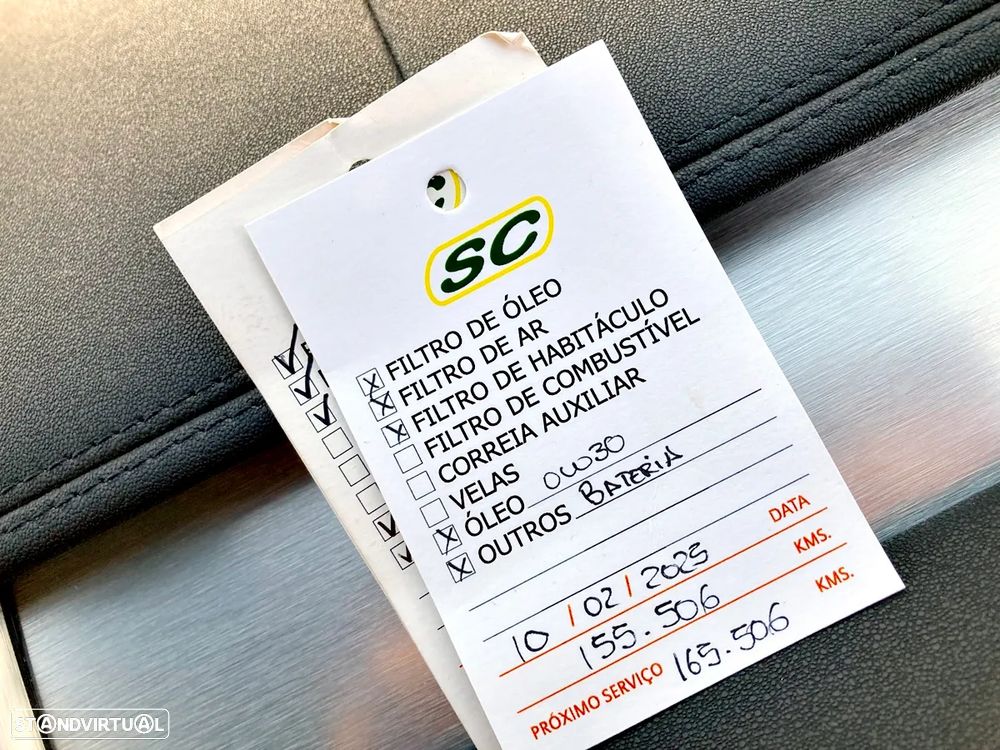 SC
FILTRO DE ÓLEO
FILTRO DE AR
FILTRO DE HABITÁCULO
FILTRO DE COMBUSTÍVEL
CORREIA AUXILIAR
VELAS
ÓLEO 0W30
OUTROS BATERIA
10 / 02 / 2025 DATA
155.506 KMS.
PRÓXIMO SERVIÇO 165.506 KMS.
STANDVIRTUAL